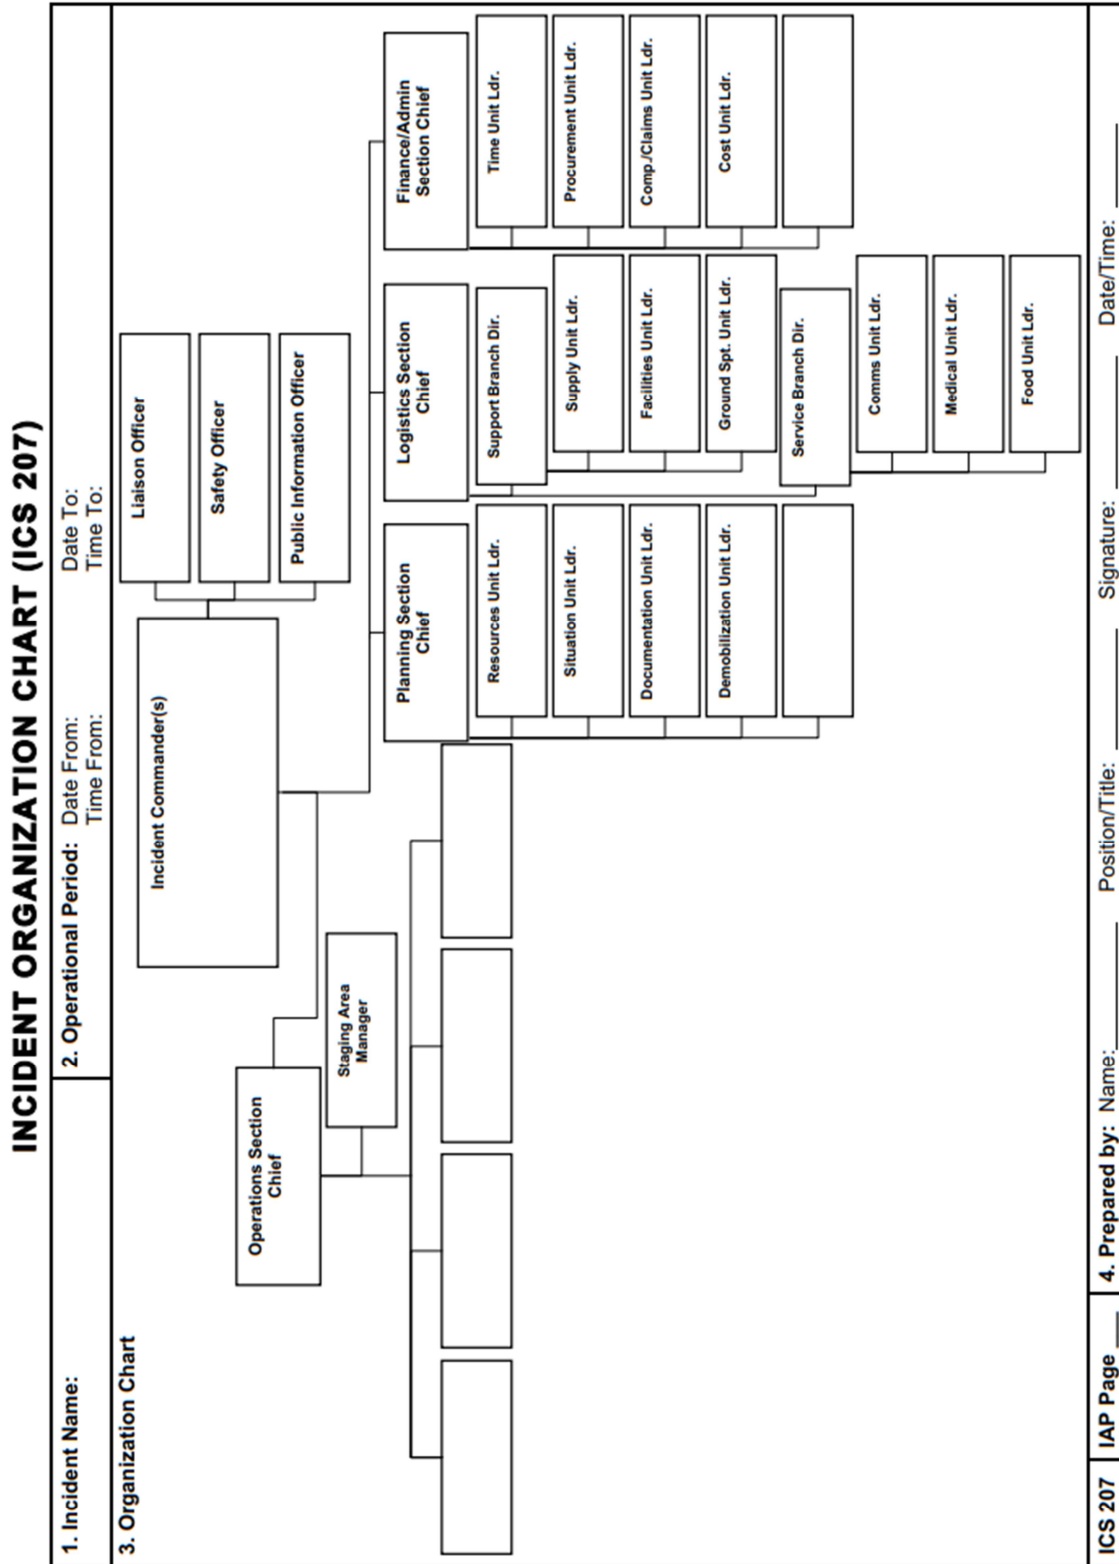 INCIDENT ORGANIZATION CHART (ICS 207)
1. Incident Name:
2. Operational Period: Date From: Date To:
Time From: Time To:
3. Organization Chart
Incident Commander(s)
Liaison Officer
Safety Officer
Public Information Officer
Operations Section
Chief
Staging Area
Manager
Planning Section
Chief
Resources Unit Ldr.
Situation Unit Ldr.
Documentation Unit Ldr.
Demobilization Unit Ldr.
Logistics Section
Chief
Support Branch Dir.
Supply Unit Ldr.
Facilities Unit Ldr.
Ground Spt. Unit Ldr.
Service Branch Dir.
Comms Unit Ldr.
Medical Unit Ldr.
Food Unit Ldr.
Finance/Admin
Section Chief
Time Unit Ldr.
Procurement Unit Ldr.
Comp./Claims Unit Ldr.
Cost Unit Ldr.
ICS 207 IAP Page ___ 4. Prepared by: Name: ___ Position/Title: ___ Signature: ___ Date/Time: ___